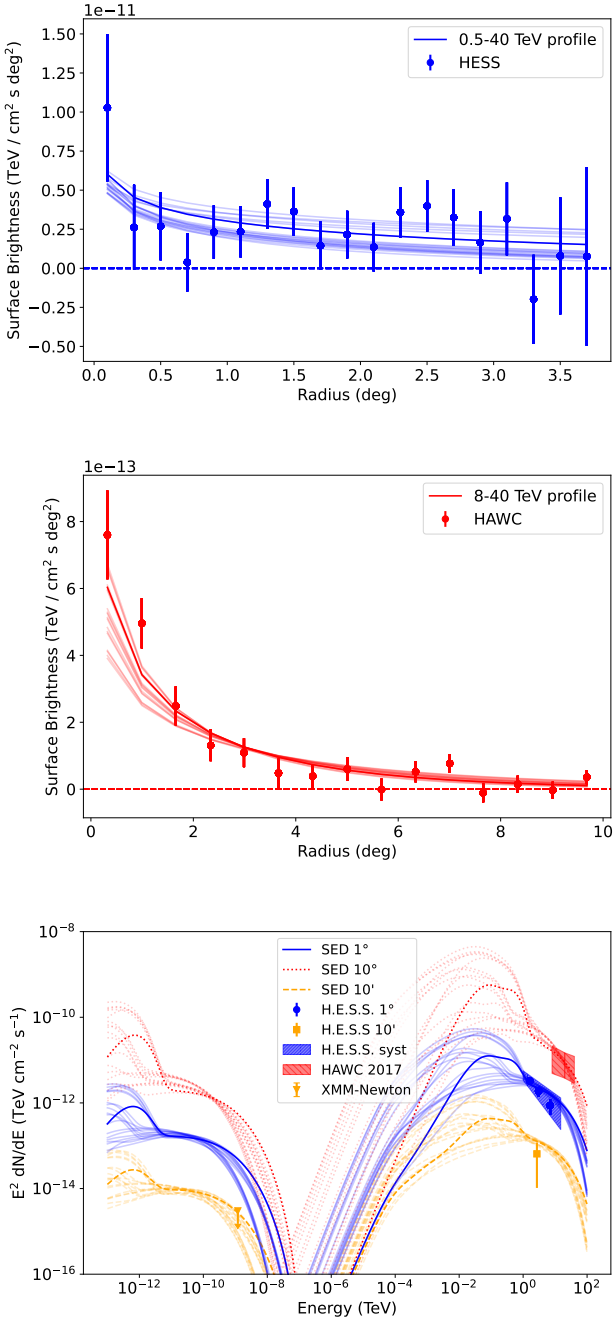 1e−11
1.50
1.25
1.00
0.75
0.50
0.25
0.00
−0.25
−0.50
Surface Brightness (TeV / cm² s deg²)
0.5-40 TeV profile
HESS
0.0 0.5 1.0 1.5 2.0 2.5 3.0 3.5
Radius (deg)
1e−13
8
6
4
2
0
Surface Brightness (TeV / cm² s deg²)
8-40 TeV profile
HAWC
0 2 4 6 8 10
Radius (deg)
10⁻⁸
10⁻¹⁰
10⁻¹²
10⁻¹⁴
10⁻¹⁶
E² dN/dE (TeV cm⁻² s⁻¹)
SED 1°
SED 10°
SED 10'
H.E.S.S. 1°
H.E.S.S 10'
H.E.S.S. syst
HAWC 2017
XMM-Newton
10⁻¹² 10⁻¹⁰ 10⁻⁸ 10⁻⁶ 10⁻⁴ 10⁻² 10⁰ 10²
Energy (TeV)